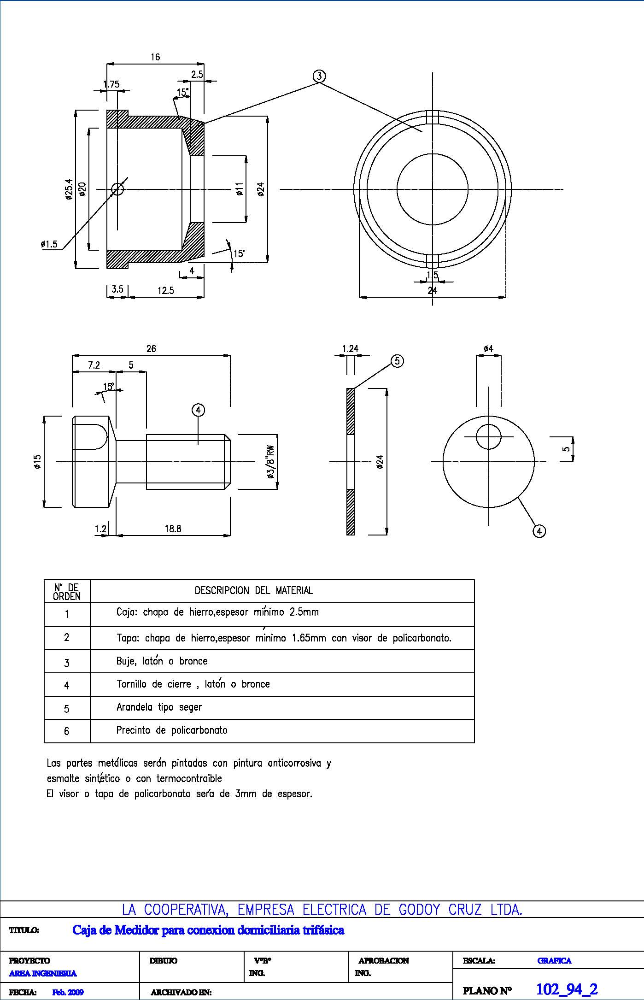 16
2.5
3
1.75
15°
ø25.4
ø20
ø11
ø24
ø1.5
15°
4
3.5
12.5
1.5
24
26
7.2
5
15°
4
ø15
ø3/8"RW
1.2
18.8
1.24
5
ø24
ø4
5
4
N° DE ORDEN
DESCRIPCION DEL MATERIAL
1 Caja: chapa de hierro,espesor mínimo 2.5mm
2 Tapa: chapa de hierro,espesor mínimo 1.65mm con visor de policarbonato.
3 Buje, latón o bronce
4 Tornillo de cierre , latón o bronce
5 Arandela tipo seger
6 Precinto de policarbonato
Las partes metálicas serán pintadas con pintura anticorrosiva y
esmalte sintético o con termocontraible
El visor o tapa de policarbonato sería de 3mm de espesor.
LA COOPERATIVA, EMPRESA ELECTRICA DE GODOY CRUZ LTDA.
TITULO: Caja de Medidor para conexion domiciliaria trifásica
PROYECTO
AREA INGENIERIA
DIBUJO
V°B°
ING.
APROBACION
ING.
ESCALA: GRAFICA
FECHA: Feb. 2009
ARCHIVADO EN:
PLANO N° 102_94_2